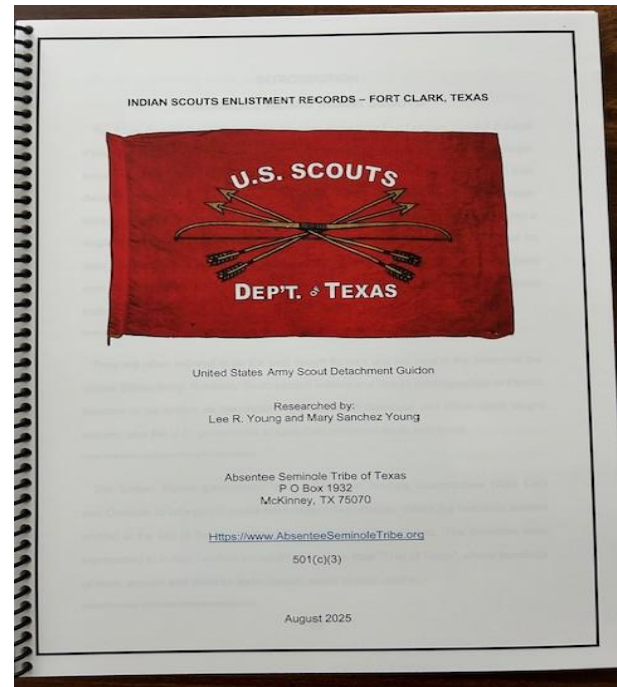 INDIAN SCOUTS ENLISTMENT RECORDS – FORT CLARK, TEXAS
U.S. SCOUTS
DEP'T. of TEXAS
United States Army Scout Detachment Guidon
Researched by:
Lee R. Young and Mary Sanchez Young
Absentee Seminole Tribe of Texas
P O Box 1932
McKinney, TX 75070
Https://www.AbsenteeSeminoleTribe.org
501(c)(3)
August 2025